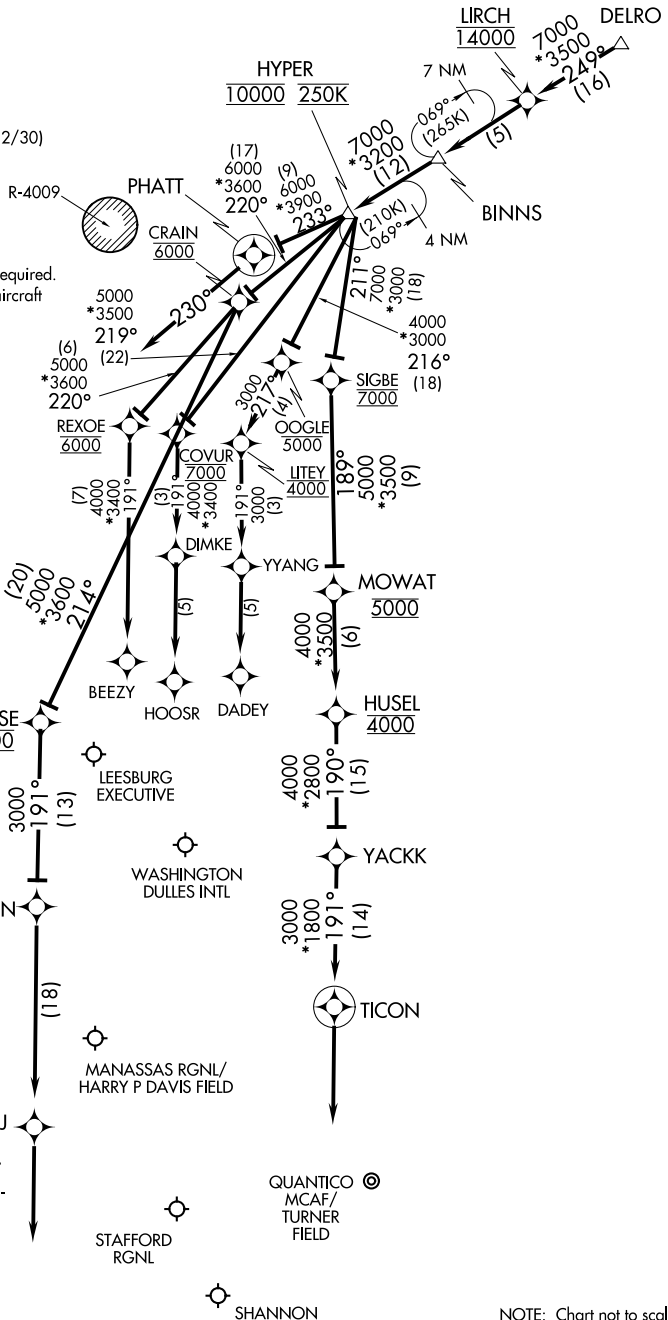 LIRCH
14000
DELRO
7000
*3500
249°
(16)
7 NM
HYPER
10000 250K
069°
(265K)
(5)
2/30)
7000
*3200
(12)
BINNS
R-4009
PHATT
(17)
6000
*3600
220°
(9)
6000
*3900
233°
(210K)
069°
4 NM
CRAIN
6000
equired.
ircraft
230°
211°
7000
*3000
(18)
5000
*3500
219°
(22)
4000
*3000
216°
(18)
(6)
5000
*3600
220°
3000
217°
(4)
SIGBE
7000
OOGLE
5000
REXOE
6000
COVUR
7000
LITEY
4000
189°
5000
*3500
(9)
(7)
4000
*3400
191°
(3)
191°
4000
*3400
191°
3000
(3)
DIMKE
YYANG
MOWAT
5000
(20)
5000
*3600
214°
(5)
(5)
4000
*3500
(6)
BEEZY
HOOSR
DADEY
HUSEL
4000
SE
0
LEESBURG
EXECUTIVE
3000
191°
(13)
4000
*2800
190°
(15)
WASHINGTON
DULLES INTL
YACKK
N
3000
*1800
191°
(14)
(18)
TICON
MANASSAS RGNL/
HARRY P DAVIS FIELD
J
-
QUANTICO
MCAF/
TURNER
FIELD
STAFFORD
RGNL
SHANNON
NOTE: Chart not to scal